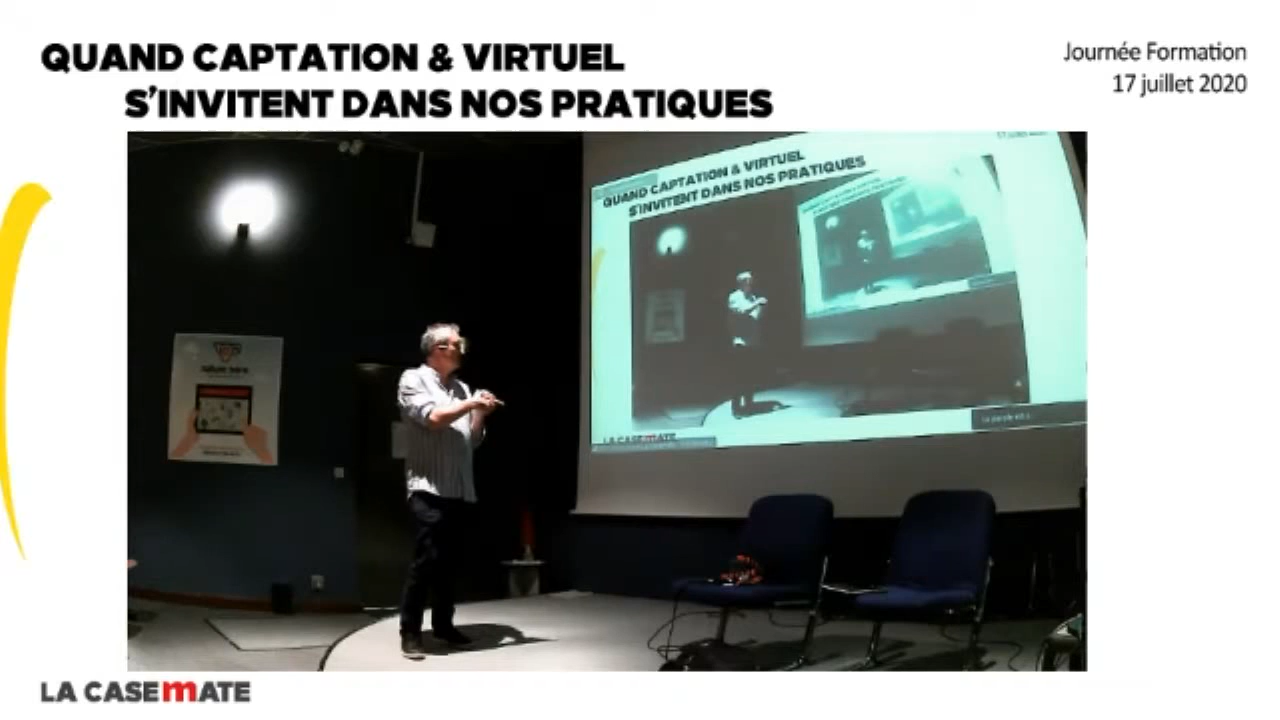 QUAND CAPTATION & VIRTUEL
S'INVITENT DANS NOS PRATIQUES
Journée Formation
17 juillet 2020
QUAND CAPTATION & VIRTUEL
S'INVITENT DANS NOS PRATIQUES
LA CASEMATE
LA CASEMATE